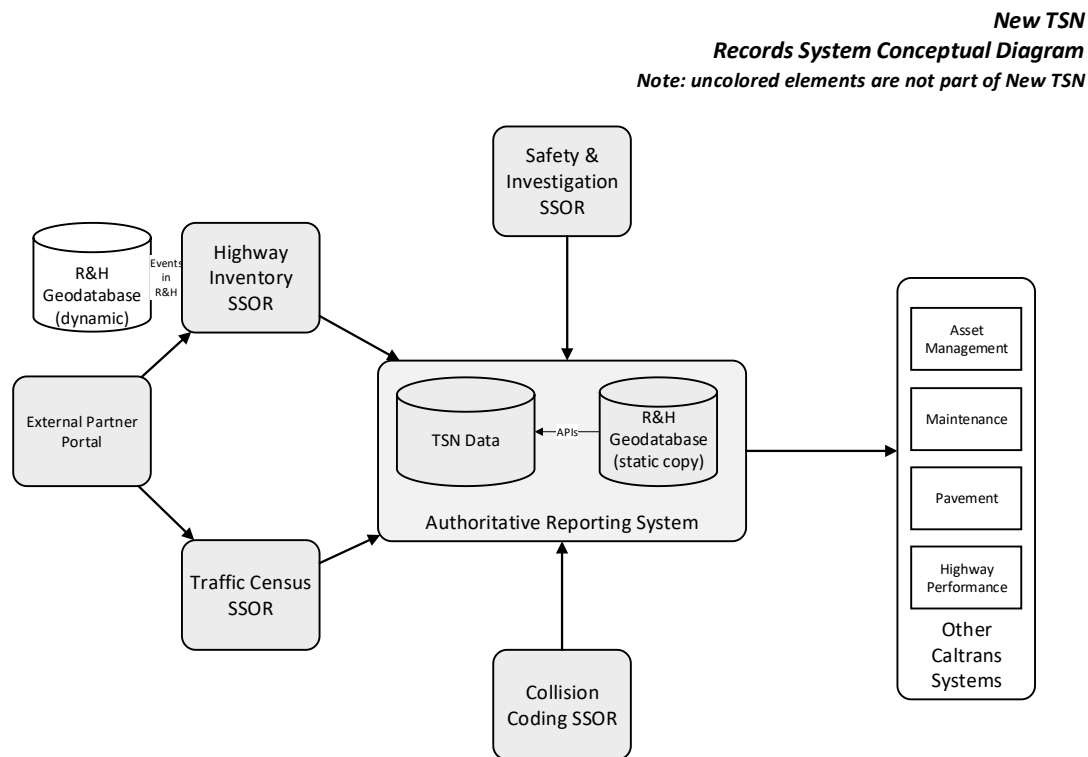 New TSN
Records System Conceptual Diagram
Note: uncolored elements are not part of New TSN
Safety &
Investigation
SSOR
Highway
Inventory
SSOR
R&H
Geodatabase
(dynamic)
Events
in
R&H
External Partner
Portal
Traffic Census
SSOR
TSN Data
APIs
R&H
Geodatabase
(static copy)
Authoritative Reporting System
Collision
Coding SSOR
Asset
Management
Maintenance
Pavement
Highway
Performance
Other
Caltrans
Systems